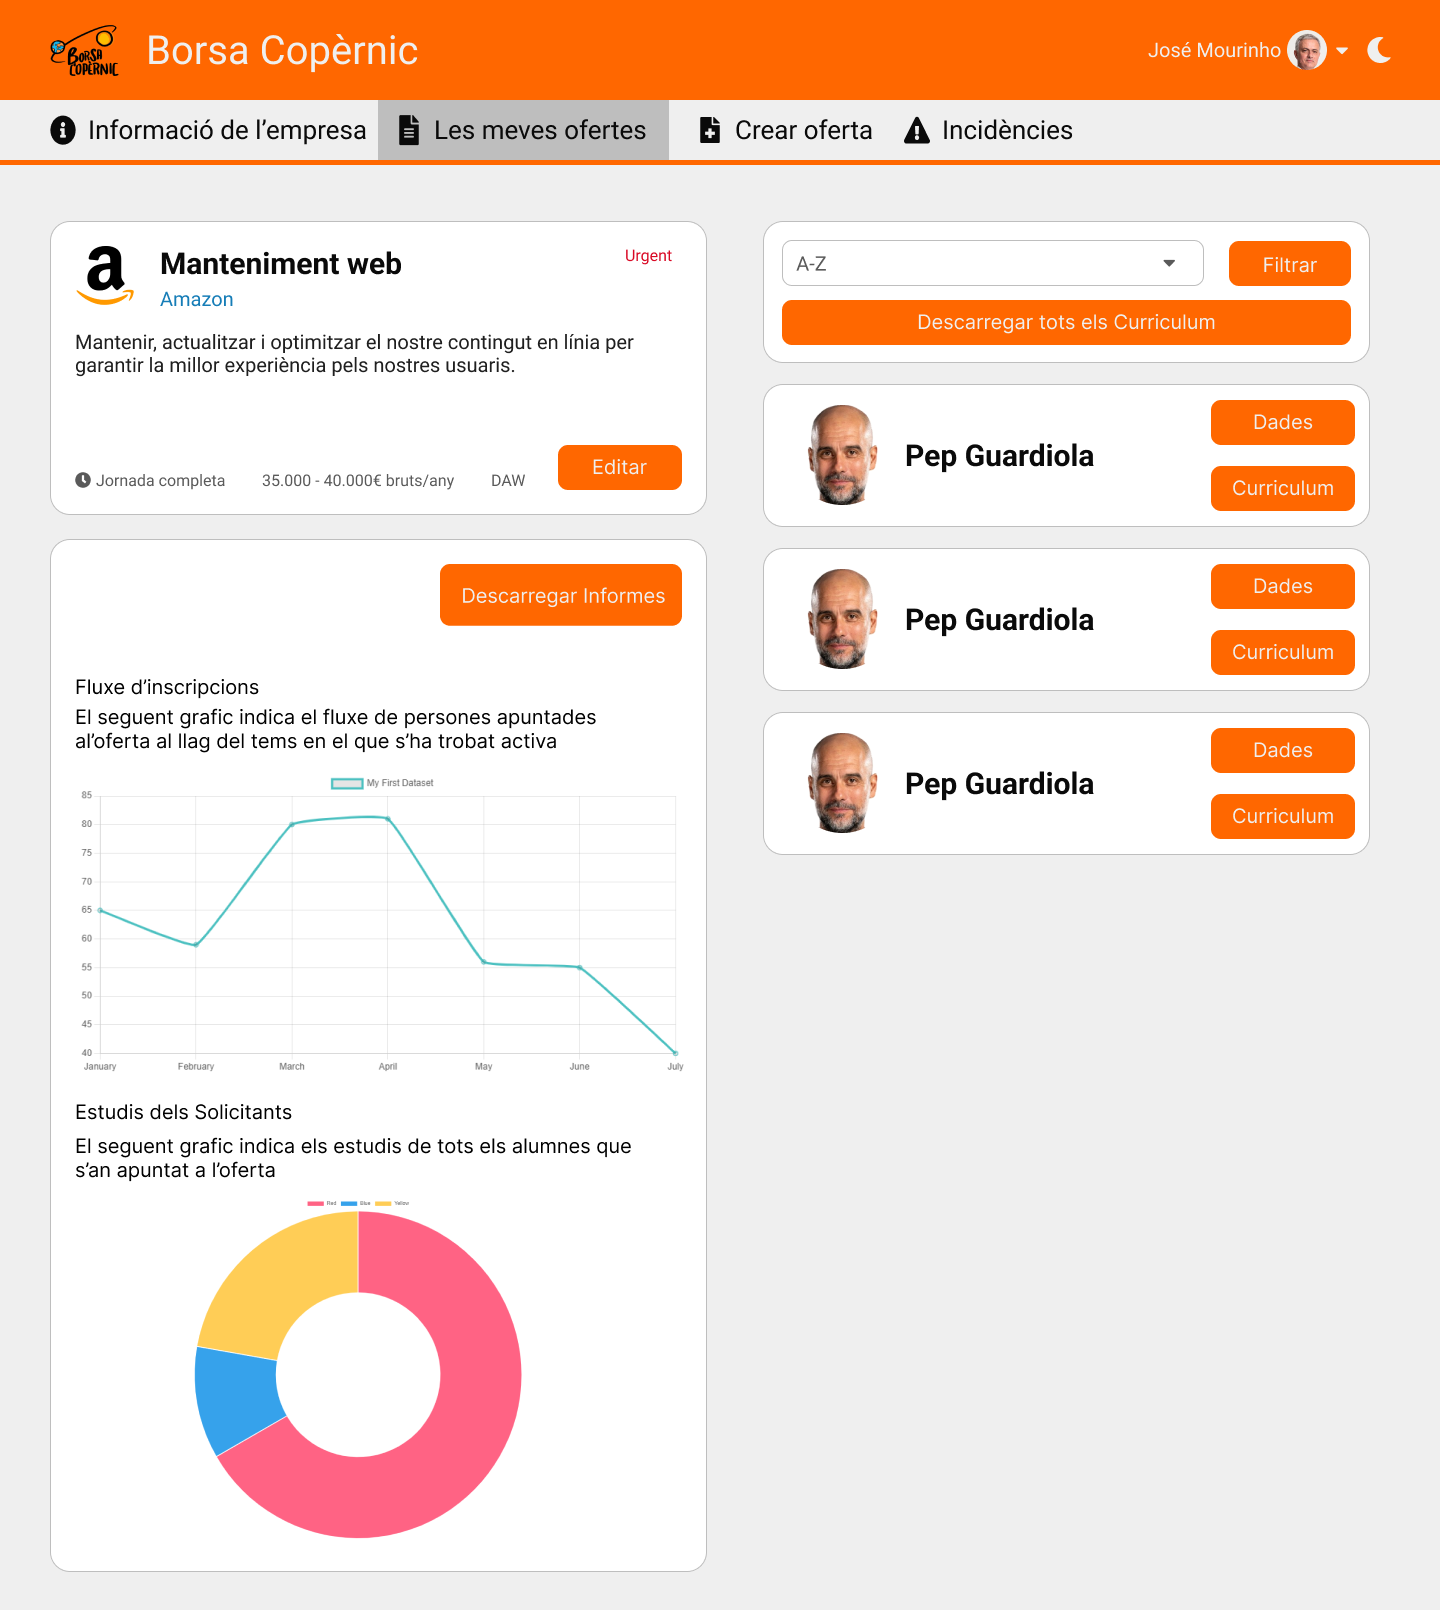 BORSA
COPÈRNIC
Borsa Copèrnic
José Mourinho
Informació de l’empresa
Les meves ofertes
Crear oferta
Incidències
Manteniment web
Urgent
Amazon
Mantenir, actualitzar i optimitzar el nostre contingut en línia per
garantir la millor experiència pels nostres usuaris.
Jornada completa
35.000 - 40.000€ bruts/any
DAW
Editar
Descarregar Informes
Fluxe d’inscripcions
El seguent grafic indica el fluxe de persones apuntades
al’oferta al llag del tems en el que s’ha trobat activa
My First Dataset
85
80
75
70
65
60
55
50
45
40
January
February
March
April
May
June
July
Estudis dels Solicitants
El seguent grafic indica els estudis de tots els alumnes que
s’an apuntat a l’oferta
Red
Blue
Yellow
A-Z
Filtrar
Descarregar tots els Curriculum
Pep Guardiola
Dades
Curriculum
Pep Guardiola
Dades
Curriculum
Pep Guardiola
Dades
Curriculum